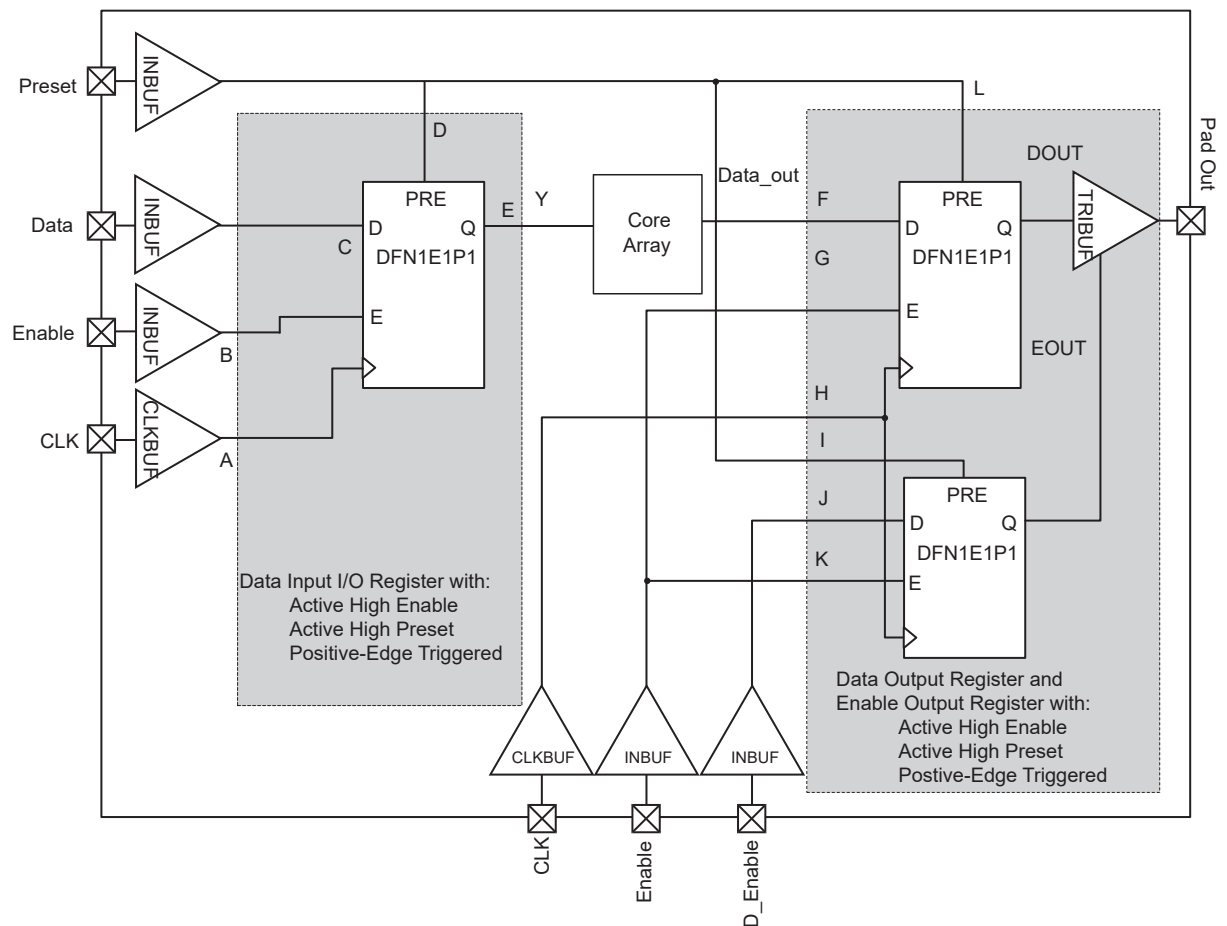 Preset
INBUF
L
D
Pad Out
DOUT
Data
INBUF
PRE
D
Q
DFN1E1P1
C
E
Y
Core
Array
Data_out
F
G
PRE
D
Q
DFN1E1P1
E
TRIBUF
Enable
INBUF
B
E
EOUT
CLK
CLKBUF
A
H
I
J
K
PRE
D
Q
DFN1E1P1
E
Data Input I/O Register with:
Active High Enable
Active High Preset
Positive-Edge Triggered
Data Output Register and
Enable Output Register with:
Active High Enable
Active High Preset
Postive-Edge Triggered
CLKBUF
INBUF
INBUF
CLK
Enable
D_Enable